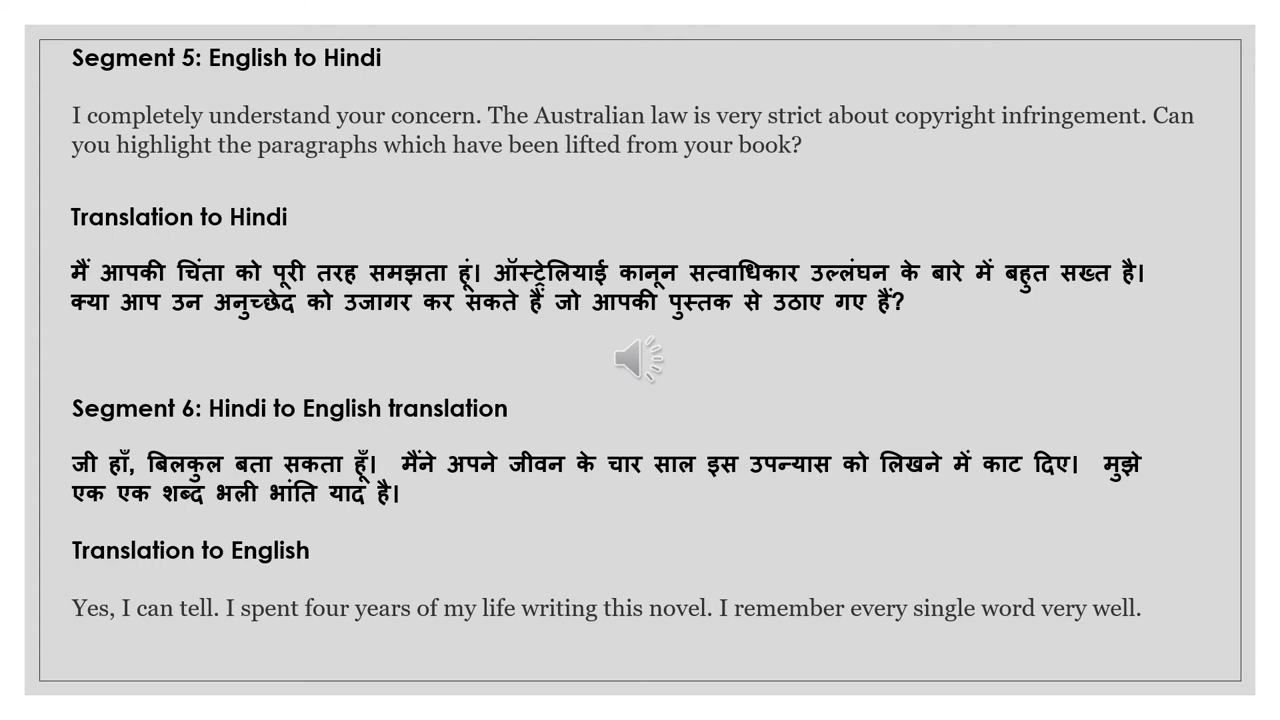 Segment 5: English to Hindi
I completely understand your concern. The Australian law is very strict about copyright infringement. Can
you highlight the paragraphs which have been lifted from your book?
Translation to Hindi
मैं आपकी चिंता को पूरी तरह समझता हूं। ऑस्ट्रेलियाई कानून सत्वाधिकार उल्लंघन के बारे में बहुत सख्त है।
क्या आप उन अनुच्छेद को उजागर कर सकते हैं जो आपकी पुस्तक से उठाए गए हैं?
Segment 6: Hindi to English translation
जी हाँ, बिलकुल बता सकता हूँ। मैंने अपने जीवन के चार साल इस उपन्यास को लिखने में काट दिए। मुझे
एक एक शब्द भली भांति याद है।
Translation to English
Yes, I can tell. I spent four years of my life writing this novel. I remember every single word very well.